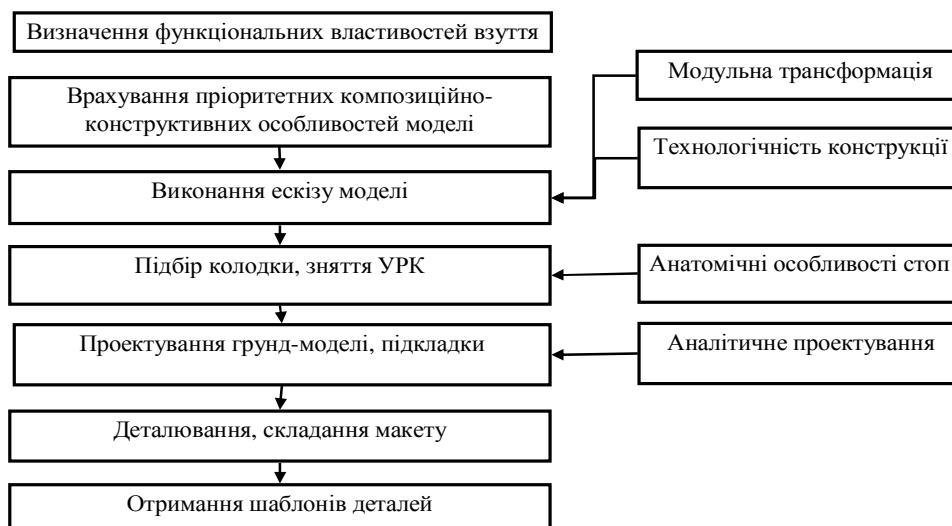 Визначення функціональних властивостей взуття
Врахування пріоритетних композиційно-
конструктивних особливостей моделі
Виконання ескізу моделі
Підбір колодки, зняття УРК
Проектування грунд-моделі, підкладки
Деталювання, складання макету
Отримання шаблонів деталей
Модульна трансформація
Технологічність конструкції
Анатомічні особливості стоп
Аналітичне проектування